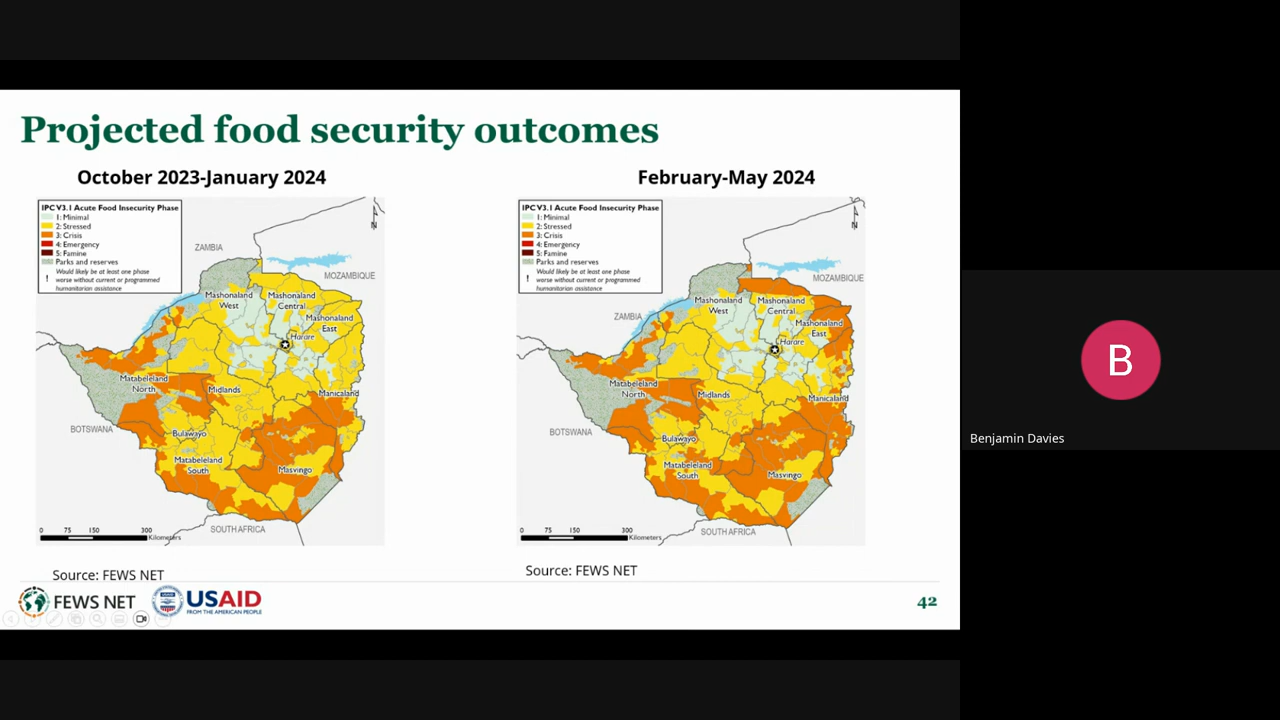 Projected food security outcomes
October 2023-January 2024
IPC V3.1 Acute Food Insecurity Phase
1: Minimal
2: Stressed
3: Crisis
4: Emergency
5: Famine
Parks and reserves
! Would likely be at least one phase
worse without current or programmed
humanitarian assistance
N
ZAMBIA
MOZAMBIQUE
Mashonaland
West
Mashonaland
Central
Mashonaland
East
Harare
Matabeleland
North
Midlands
Manicaland
BOTSWANA
Bulawayo
Matabeleland
South
Masvingo
SOUTH AFRICA
0 75 150 300
Kilometers
Source: FEWS NET
February-May 2024
IPC V3.1 Acute Food Insecurity Phase
1: Minimal
2: Stressed
3: Crisis
4: Emergency
5: Famine
Parks and reserves
! Would likely be at least one phase
worse without current or programmed
humanitarian assistance
N
MOZAMBIQUE
ZAMBIA
Mashonaland
West
Mashonaland
Central
Mashonaland
East
Harare
Matabeleland
North
Midlands
Manicaland
BOTSWANA
Bulawayo
Matabeleland
South
Masvingo
SOUTH AFRICA
0 75 150 300
Kilometers
Source: FEWS NET
FEWS NET
USAID
FROM THE AMERICAN PEOPLE
42
B
Benjamin Davies